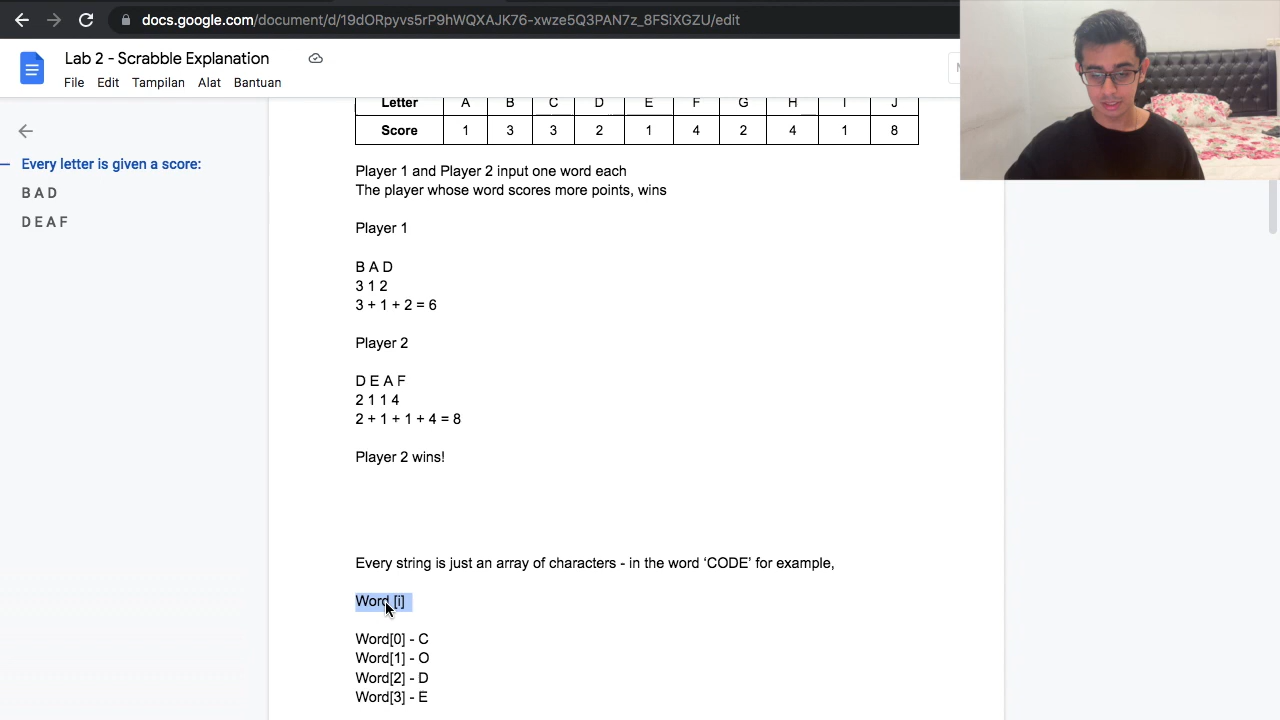 docs.google.com/document/d/19dORpyvs5rP9hWQXAJK76-xwze5Q3PAN7z_8FSiXGZU/edit
Lab 2 - Scrabble Explanation
File Edit Tampilan Alat Bantuan
Every letter is given a score:
B A D
D E A F
Letter A B C D E F G H I J
Score 1 3 3 2 1 4 2 4 1 8
Player 1 and Player 2 input one word each
The player whose word scores more points, wins
Player 1
B A D
3 1 2
3 + 1 + 2 = 6
Player 2
D E A F
2 1 1 4
2 + 1 + 1 + 4 = 8
Player 2 wins!
Every string is just an array of characters - in the word ‘CODE’ for example,
Word [i]
Word[0] - C
Word[1] - O
Word[2] - D
Word[3] - E